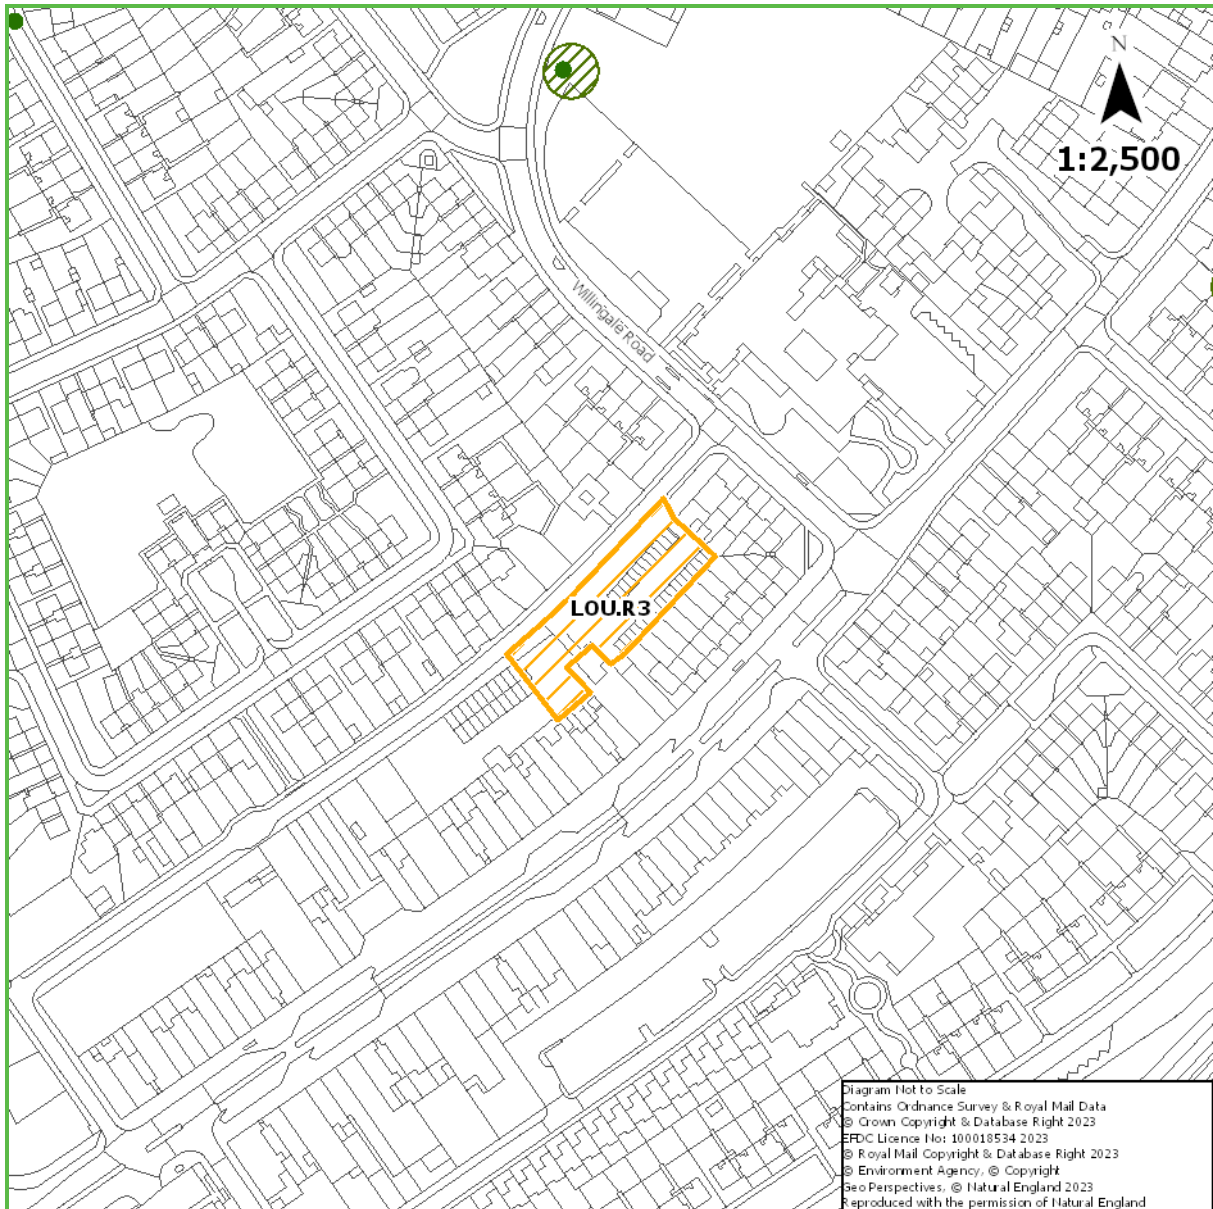 N
1:2,500
Willingale Road
LOU.R3
Diagram Not to Scale
Contains Ordnance Survey & Royal Mail Data
© Crown Copyright & Database Right 2023
EFDC Licence No: 100018534 2023
© Royal Mail Copyright & Database Right 2023
© Environment Agency, © Copyright
Geo Perspectives, © Natural England 2023
Reproduced with the permission of Natural England